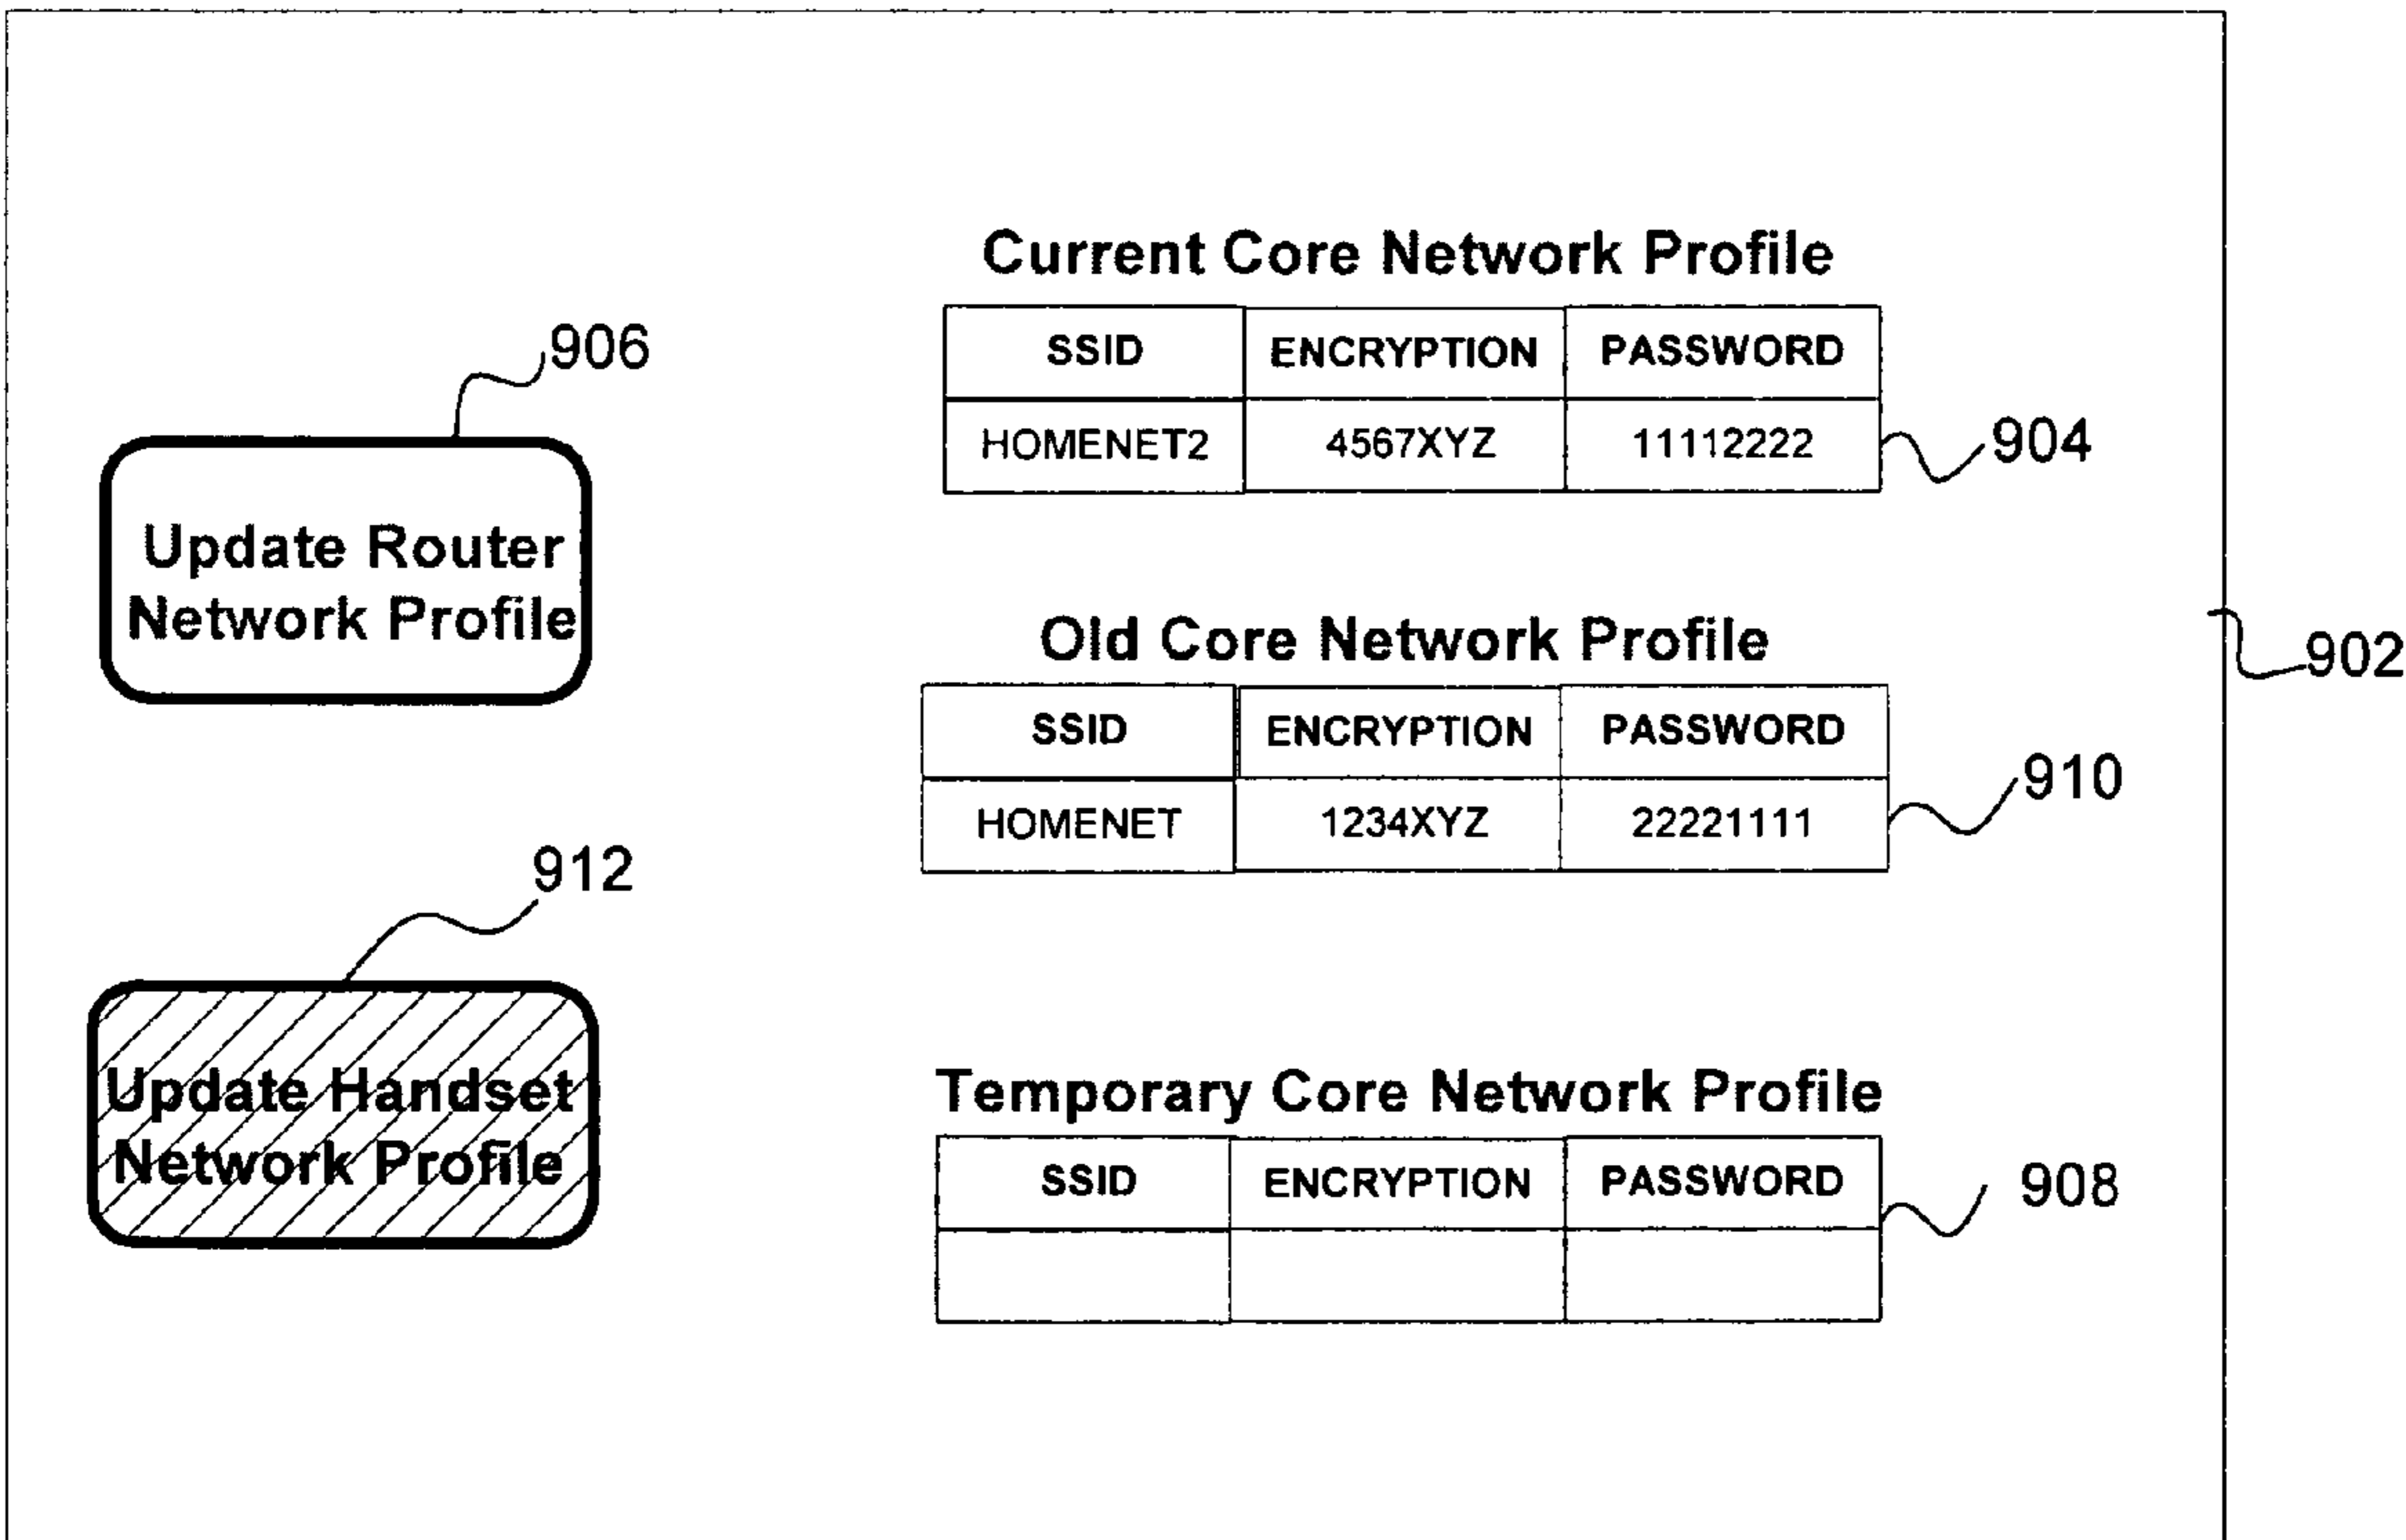 906
Update Router
Network Profile
912
Update Handset
Network Profile
Current Core Network Profile
SSID ENCRYPTION PASSWORD
HOMENET2 4567XYZ 11112222
904
Old Core Network Profile
SSID ENCRYPTION PASSWORD
HOMENET 1234XYZ 22221111
910
Temporary Core Network Profile
SSID ENCRYPTION PASSWORD
908
902